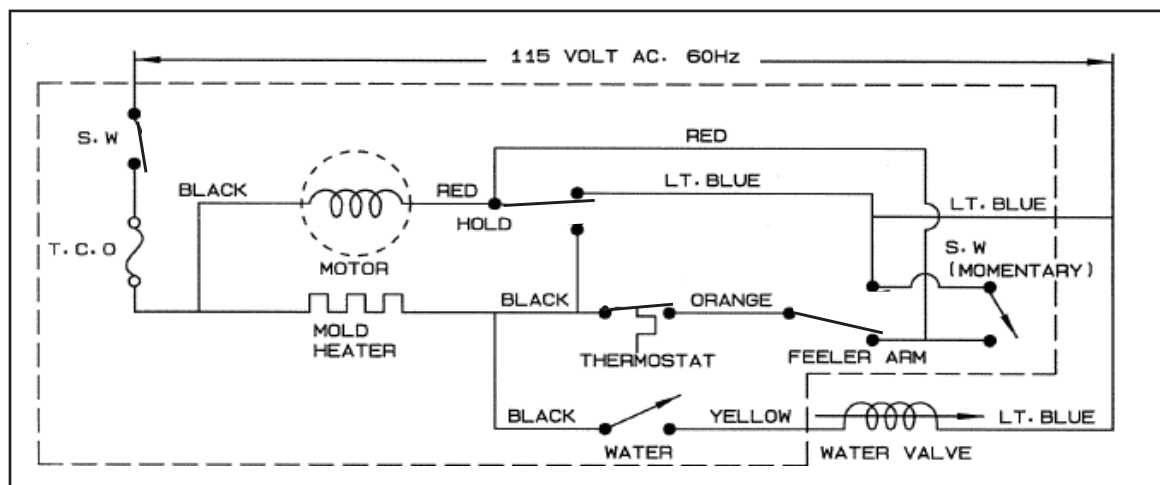 115 VOLT AC. 60Hz
S.W
RED
BLACK
RED
LT. BLUE
LT. BLUE
HOLD
T.C.O
S.W
(MOMENTARY)
MOTOR
BLACK
ORANGE
MOLD
HEATER
THERMOSTAT
FEELER ARM
BLACK
YELLOW
LT. BLUE
WATER
WATER VALVE